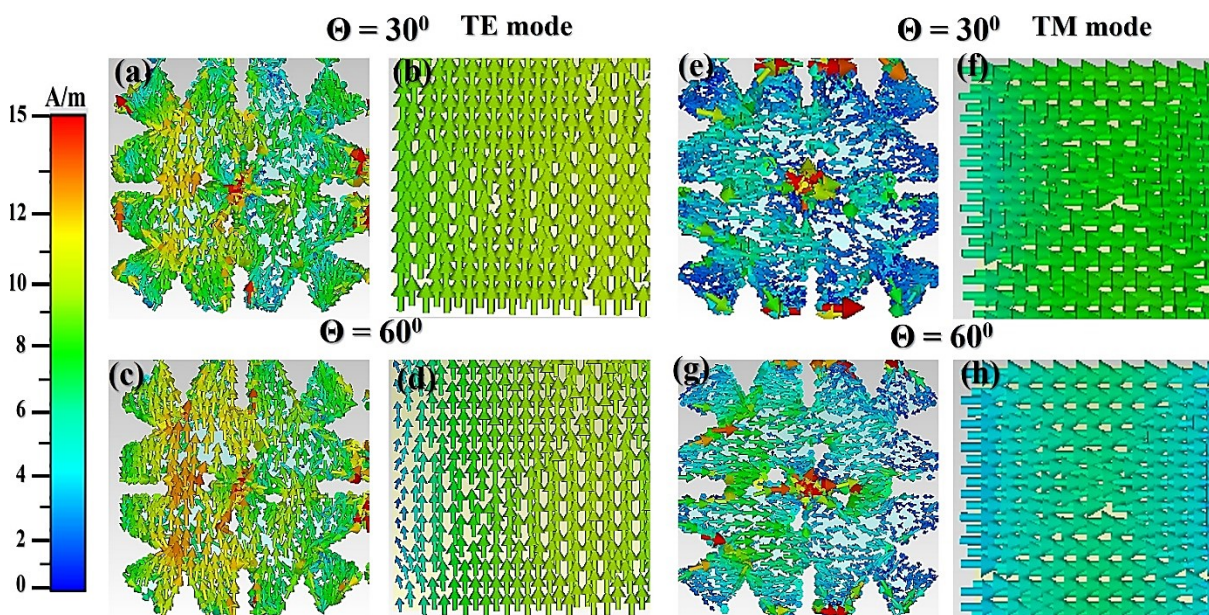 Θ = 30⁰ TE mode
Θ = 30⁰ TM mode
(a)
(b)
(e)
(f)
A/m
15
12
10
8
6
4
2
0
Θ = 60⁰
Θ = 60⁰
(c)
(d)
(g)
(h)